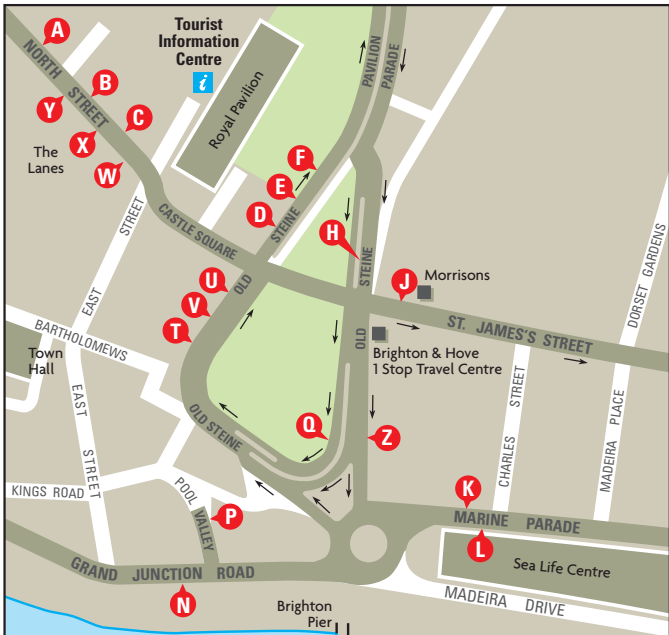 A
NORTH STREET
B
C
Y
X
W
The
Lanes
Tourist
Information
Centre
i
Royal Pavilion
PAVILION
PARADE
F
E
D
OLD STEINE
H
OLD STEINE
CASTLE SQUARE
EAST STREET
U
V
T
J
Morrisons
ST. JAMES'S STREET
DORSET GARDENS
BARTHOLOMEWS
Town
Hall
Brighton & Hove
1 Stop Travel Centre
EAST STREET
OLD STEINE
Q
Z
CHARLES STREET
MADEIRA PLACE
KINGS ROAD
POOL VALLEY
P
K
MARINE PARADE
L
Sea Life Centre
GRAND JUNCTION ROAD
N
MADEIRA DRIVE
Brighton
Pier